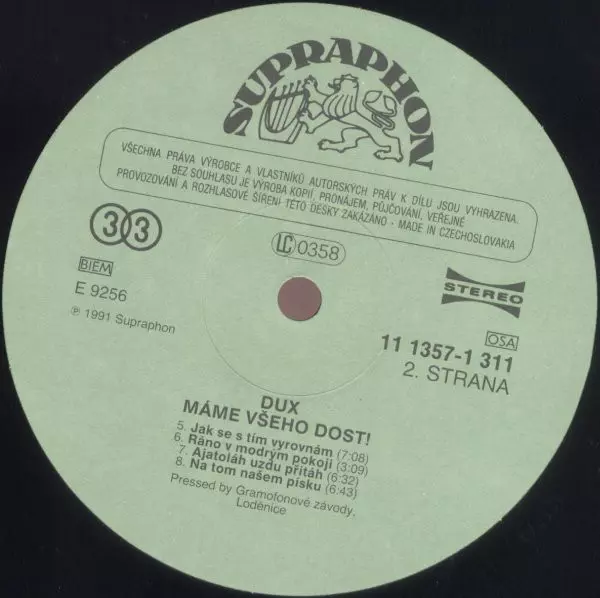 SUPRAPHON
VŠECHNA PRÁVA VÝROBCE A VLASTNÍKŮ AUTORSKÝCH PRÁV K DÍLU JSOU VYHRAZENA.
BEZ SOUHLASU JE VÝROBA KOPIÍ, PRONÁJEM, PŮJČOVÁNÍ, VEŘEJNÉ
PROVOZOVÁNÍ A ROZHLASOVÉ ŠÍŘENÍ TÉTO DESKY ZAKÁZÁNO · MADE IN CZECHOSLOVAKIA
33
LC 0358
BIEM
E 9256
STEREO
℗ 1991 Supraphon
OSA
11 1357-1 311
2. STRANA
DUX
MÁME VŠEHO DOST!
5. Jak se s tím vyrovnám (7:08)
6. Ráno v modrým pokoji (3:09)
7. Ajatoláh uzdu přitáh (6:32)
8. Na tom našem písku (6:43)
Pressed by Gramofonové závody,
Loděnice